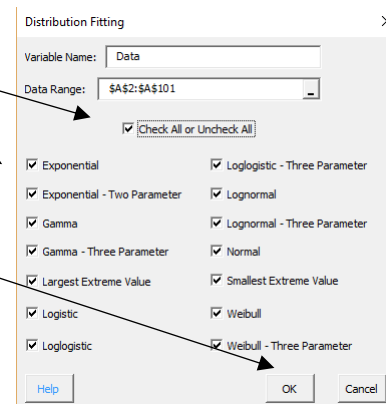 Distribution Fitting
Variable Name: Data
Data Range: $A$2:$A$101 _
Check All or Uncheck All
Exponential Loglogistic - Three Parameter
Exponential - Two Parameter Lognormal
Gamma Lognormal - Three Parameter
Gamma - Three Parameter Normal
Largest Extreme Value Smallest Extreme Value
Logistic Weibull
Loglogistic Weibull - Three Parameter
Help OK Cancel